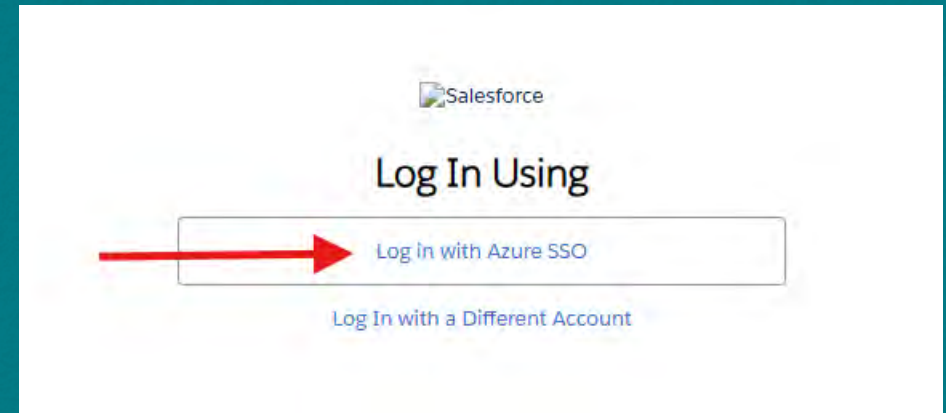 Salesforce
Log In Using
Log in with Azure SSO
Log In with a Different Account